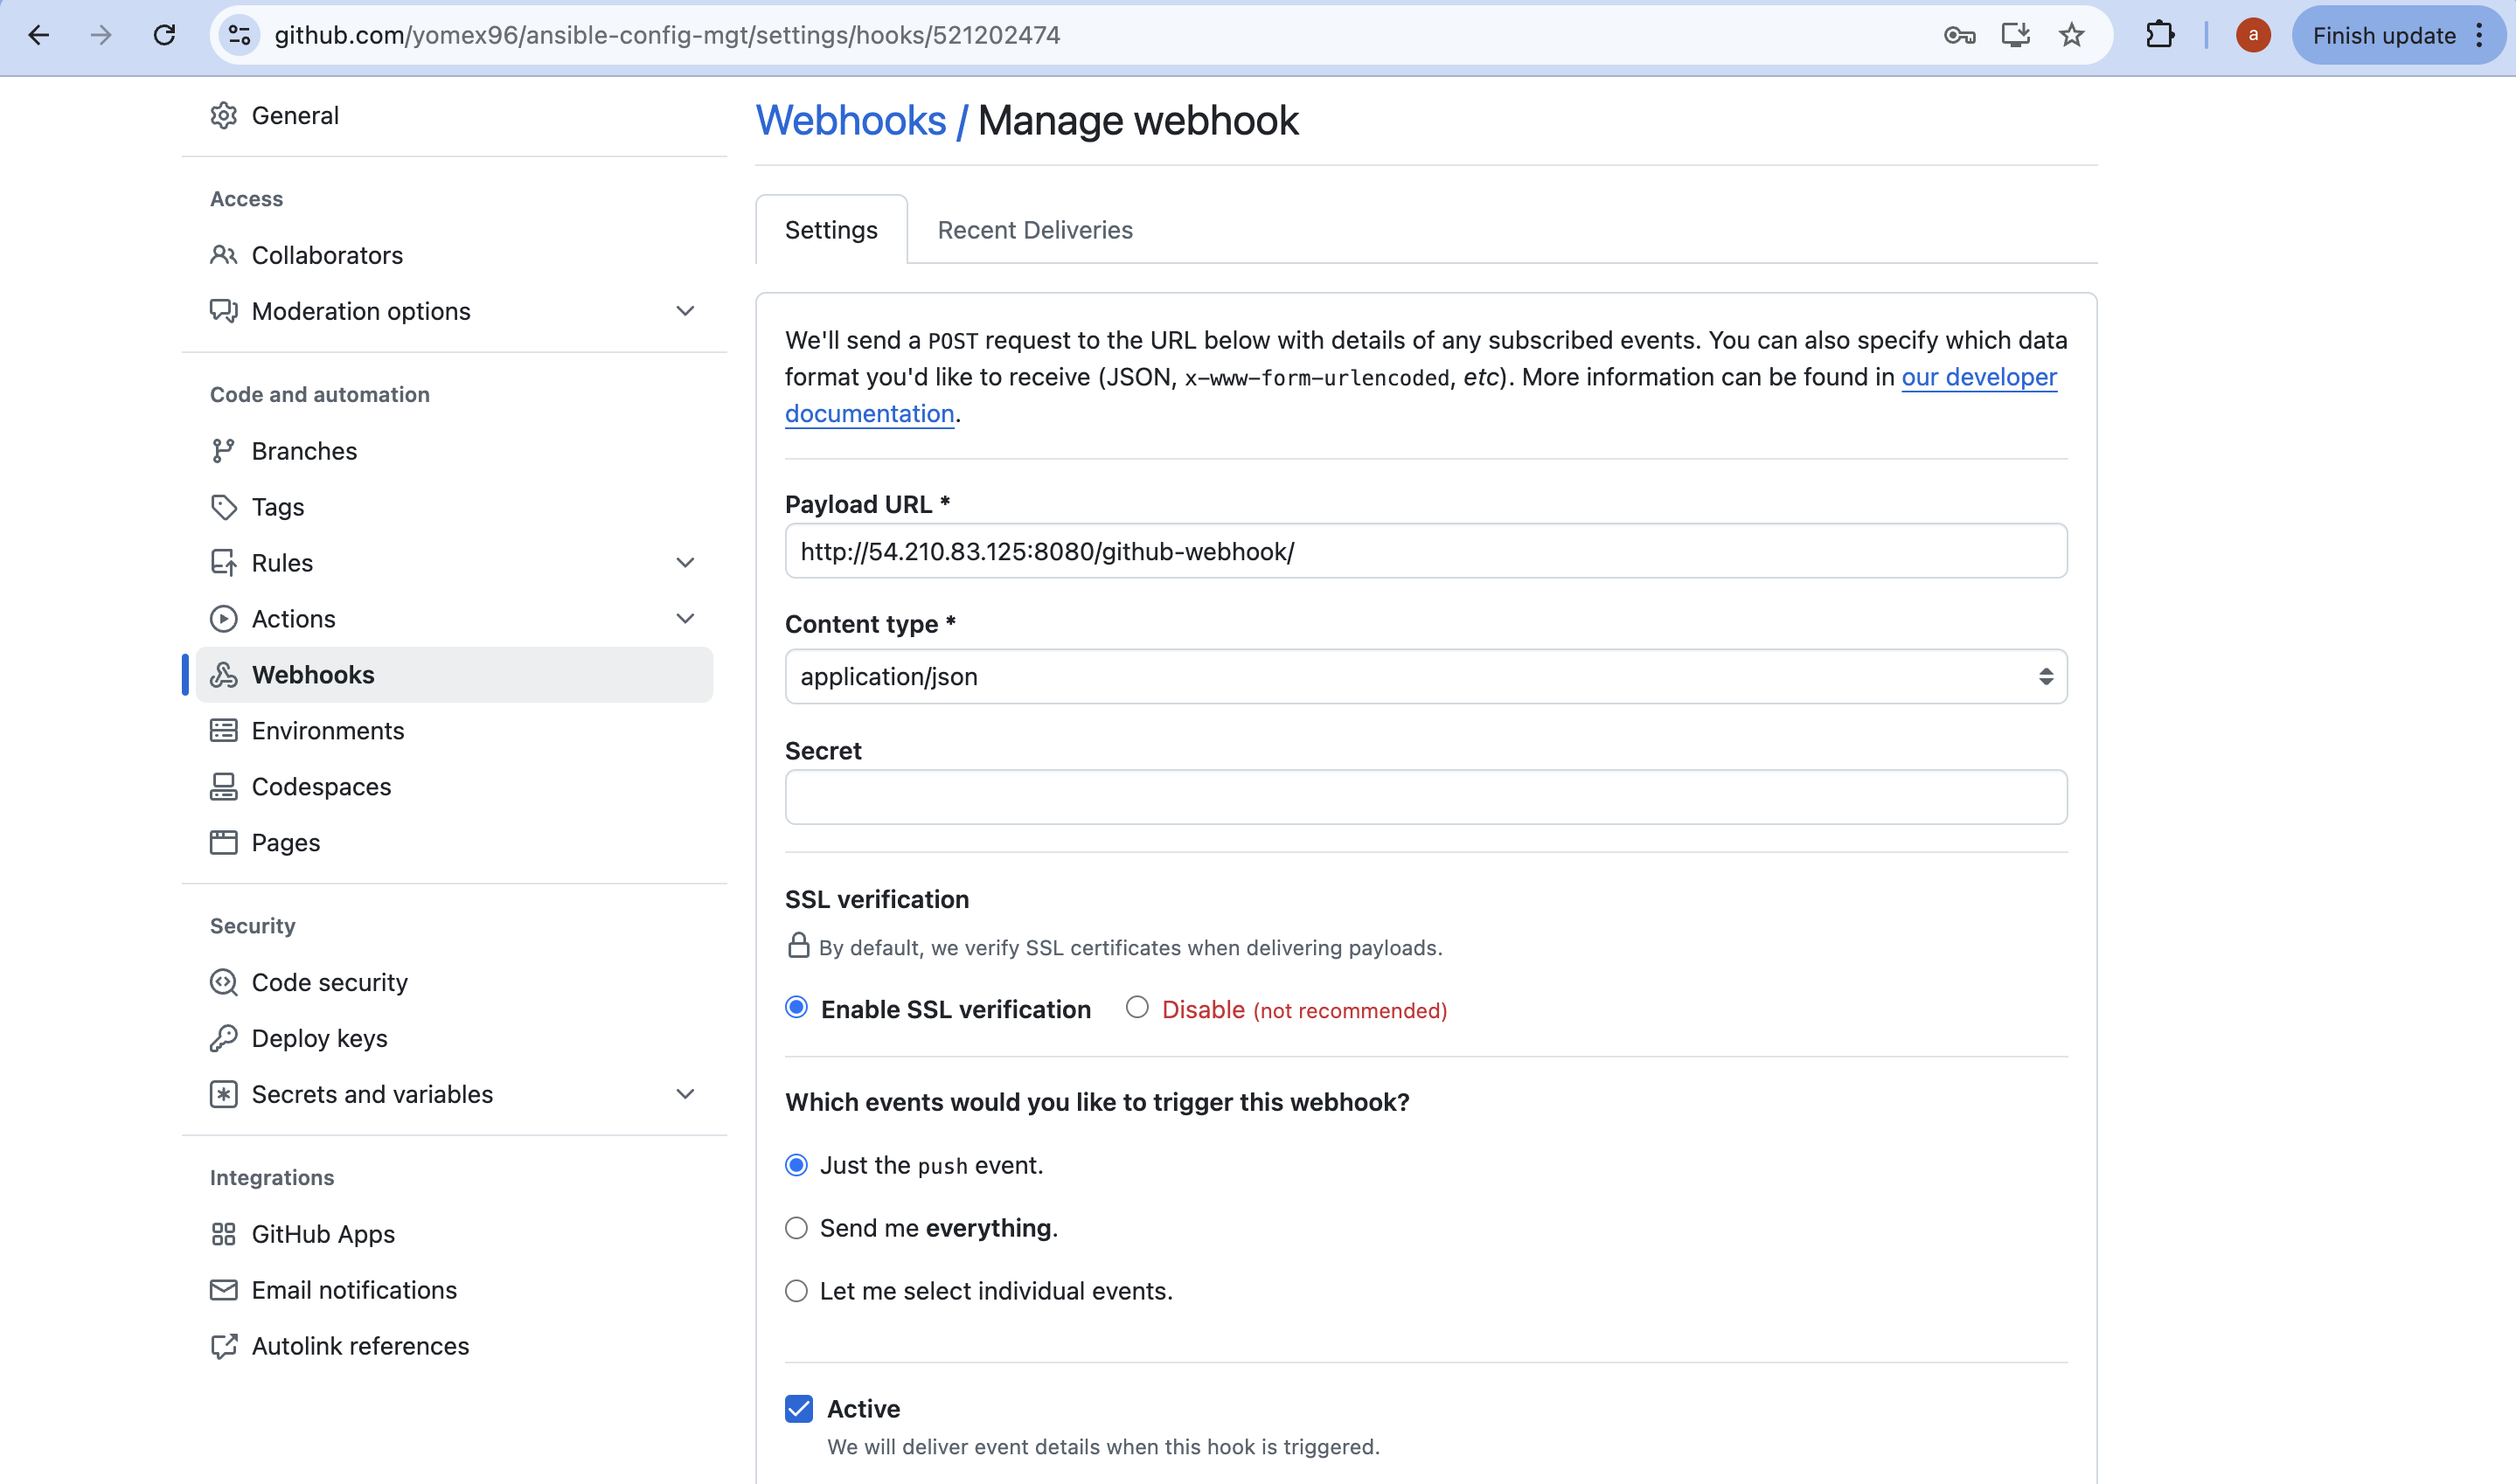 github.com/yomex96/ansible-config-mgt/settings/hooks/521202474
a
Finish update
General
Access
Collaborators
Moderation options
Code and automation
Branches
Tags
Rules
Actions
Webhooks
Environments
Codespaces
Pages
Security
Code security
Deploy keys
Secrets and variables
Integrations
GitHub Apps
Email notifications
Autolink references
Webhooks / Manage webhook
Settings
Recent Deliveries
We'll send a POST request to the URL below with details of any subscribed events. You can also specify which data
format you'd like to receive (JSON, x-www-form-urlencoded, etc). More information can be found in our developer
documentation.
Payload URL *
http://54.210.83.125:8080/github-webhook/
Content type *
application/json
Secret
SSL verification
By default, we verify SSL certificates when delivering payloads.
Enable SSL verification
Disable (not recommended)
Which events would you like to trigger this webhook?
Just the push event.
Send me everything.
Let me select individual events.
Active
We will deliver event details when this hook is triggered.